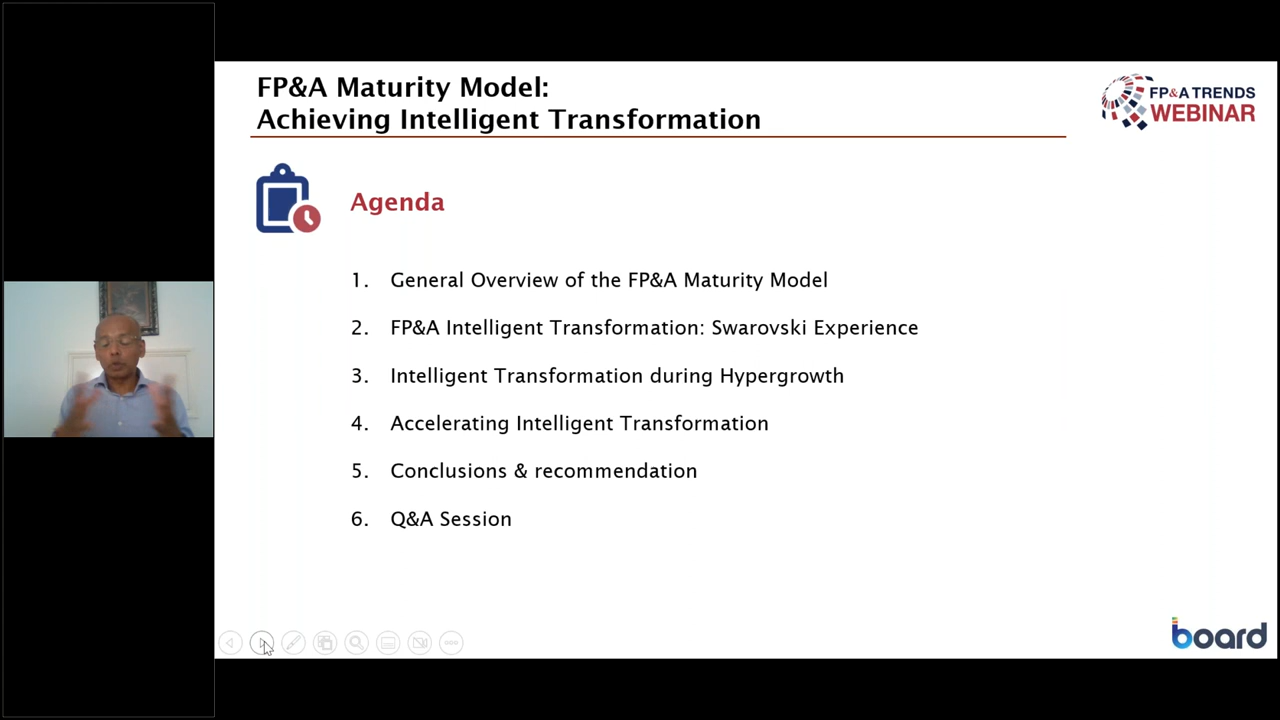 FP&A Maturity Model:
Achieving Intelligent Transformation
FP&A TRENDS
WEBINAR
Agenda
1. General Overview of the FP&A Maturity Model
2. FP&A Intelligent Transformation: Swarovski Experience
3. Intelligent Transformation during Hypergrowth
4. Accelerating Intelligent Transformation
5. Conclusions & recommendation
6. Q&A Session
board